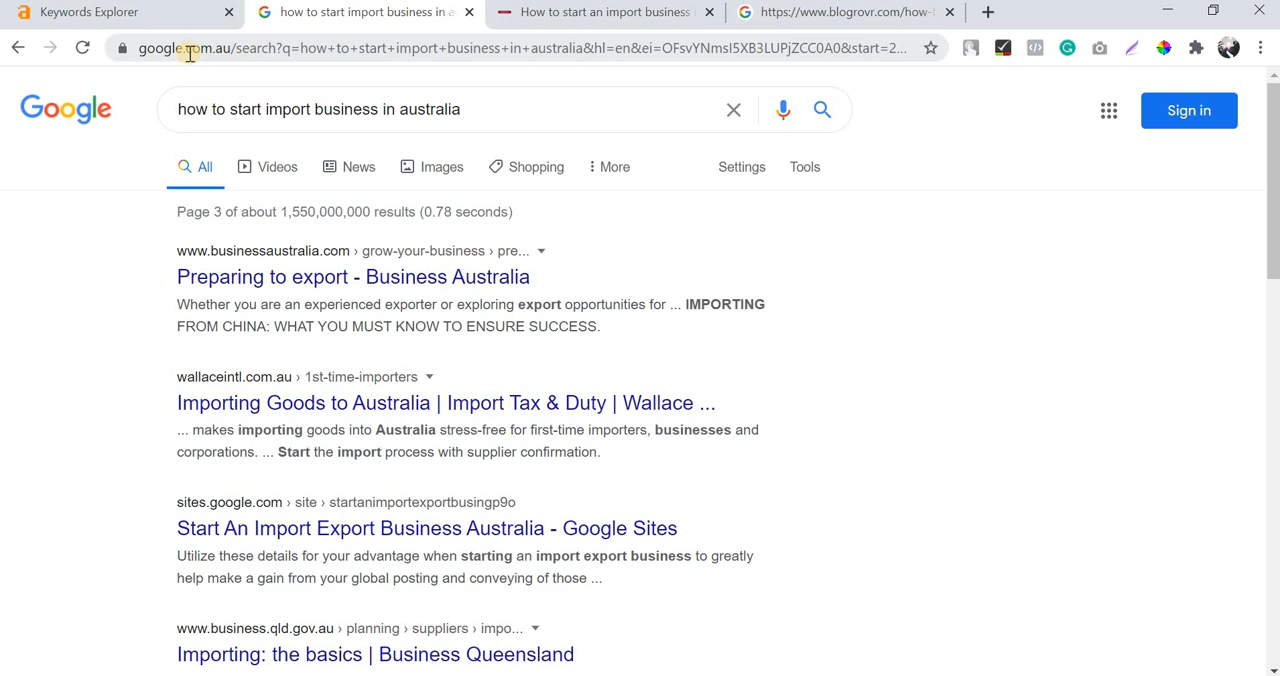 Keywords Explorer
how to start import business in a
How to start an import business
https://www.blogrovr.com/how-t
google.com.au/search?q=how+to+start+import+business+in+australia&hl=en&ei=OFsvYNmsI5XB3LUPjZCC0A0&start=2...
Google
how to start import business in australia
Sign in
All
Videos
News
Images
Shopping
More
Settings
Tools
Page 3 of about 1,550,000,000 results (0.78 seconds)
www.businessaustralia.com › grow-your-business › pre...
Preparing to export - Business Australia
Whether you are an experienced exporter or exploring export opportunities for ... IMPORTING
FROM CHINA: WHAT YOU MUST KNOW TO ENSURE SUCCESS.
wallaceintl.com.au › 1st-time-importers
Importing Goods to Australia | Import Tax & Duty | Wallace ...
... makes importing goods into Australia stress-free for first-time importers, businesses and
corporations. ... Start the import process with supplier confirmation.
sites.google.com › site › startanimportexportbusingp9o
Start An Import Export Business Australia - Google Sites
Utilize these details for your advantage when starting an import export business to greatly
help make a gain from your global posting and conveying of those ...
www.business.qld.gov.au › planning › suppliers › impo...
Importing: the basics | Business Queensland